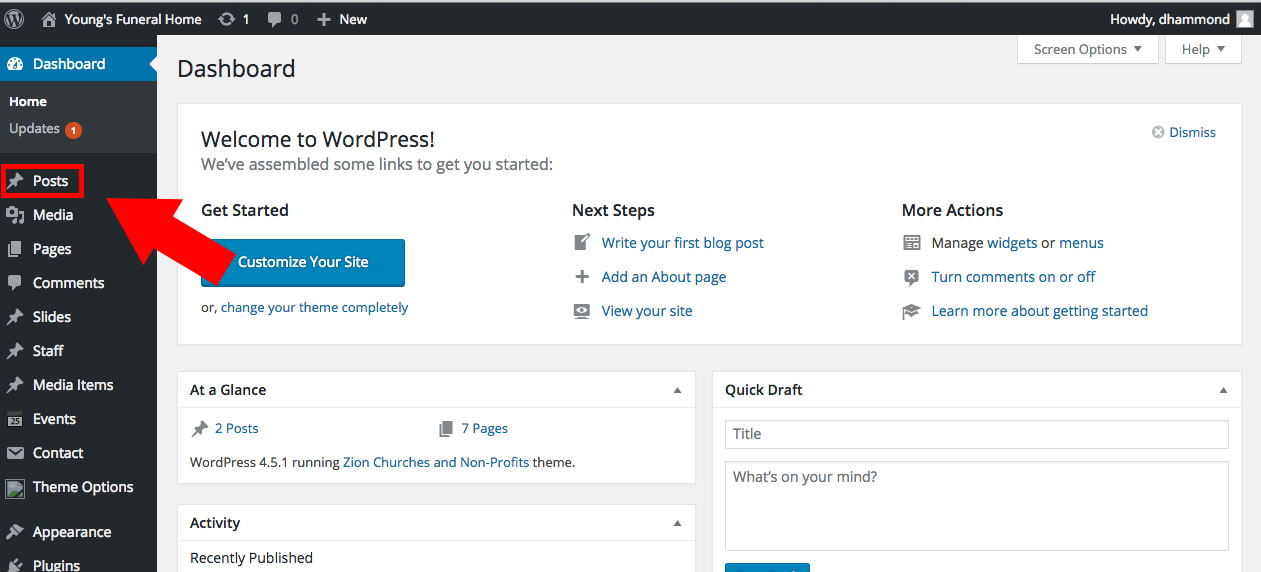 Young's Funeral Home 1 0 New Howdy, dhammond
Dashboard
Home
Updates 1
Posts
Media
Pages
Comments
Slides
Staff
Media Items
25 Events
Contact
Theme Options
Appearance
Plugins
Screen Options Help
Dashboard
Welcome to WordPress! Dismiss
We've assembled some links to get you started:
Get Started
Customize Your Site
or, change your theme completely
Next Steps
Write your first blog post
Add an About page
View your site
More Actions
Manage widgets or menus
Turn comments on or off
Learn more about getting started
At a Glance
2 Posts 7 Pages
WordPress 4.5.1 running Zion Churches and Non-Profits theme.
Activity
Recently Published
Quick Draft
Title
What's on your mind?